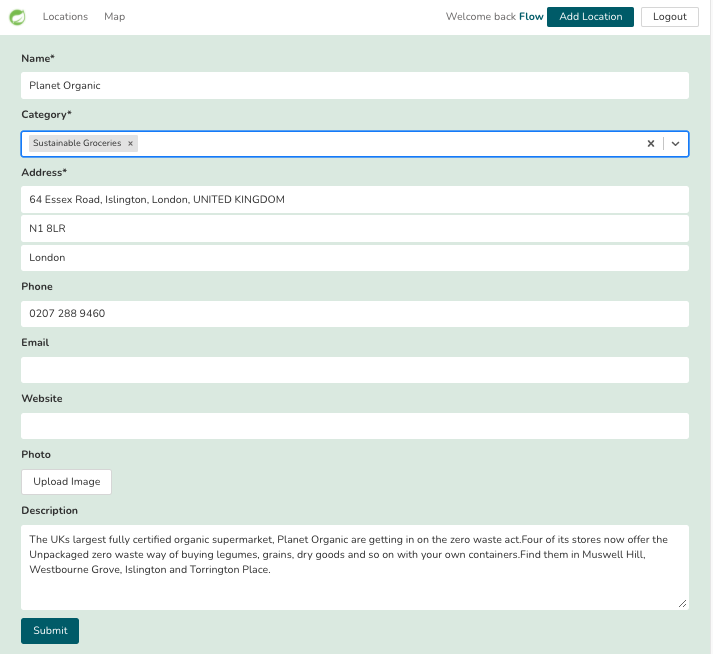 Locations Map Welcome back Flow Add Location Logout
Name*
Planet Organic
Category*
Sustainable Groceries ×
Address*
64 Essex Road, Islington, London, UNITED KINGDOM
N1 8LR
London
Phone
0207 288 9460
Email
Website
Photo
Upload Image
Description
The UKs largest fully certified organic supermarket, Planet Organic are getting in on the zero waste act.Four of its stores now offer the
Unpackaged zero waste way of buying legumes, grains, dry goods and so on with your own containers.Find them in Muswell Hill,
Westbourne Grove, Islington and Torrington Place.
Submit